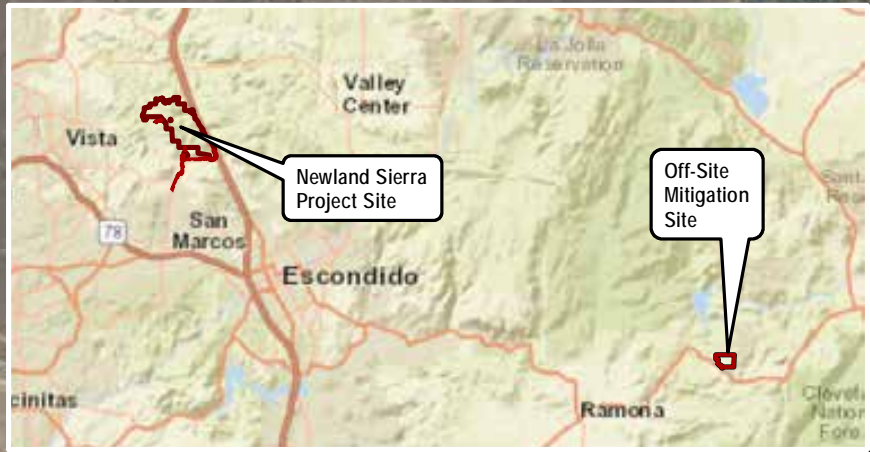 La Jolla
Reservation
Valley
Center
Vista
Newland Sierra
Project Site
Off-Site
Mitigation
Site
San
Marcos
78
Escondido
Ramona